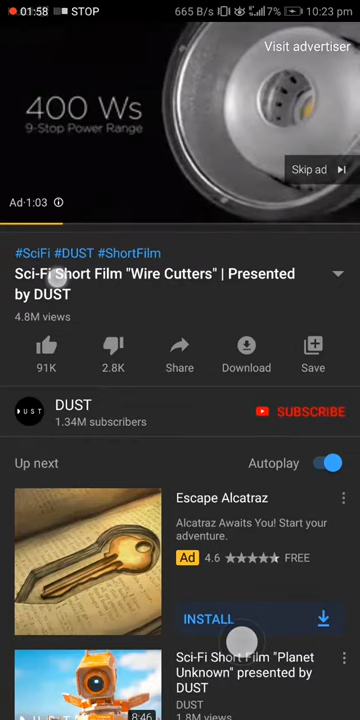 01:58 STOP 665 B/s 7% 10:23 pm
Visit advertiser
400 Ws
9-Stop Power Range
Skip ad
Ad·1:03
#SciFi #DUST #ShortFilm
Sci-Fi Short Film "Wire Cutters" | Presented
by DUST
4.8M views
91K 2.8K Share Download Save
DUST
DUST
1.34M subscribers
SUBSCRIBE
Up next Autoplay
Escape Alcatraz
Alcatraz Awaits You! Start your
adventure.
Ad 4.6 FREE
INSTALL
Sci-Fi Short Film "Planet
Unknown" presented by
DUST
DUST
1.8M views
DUST
8:46